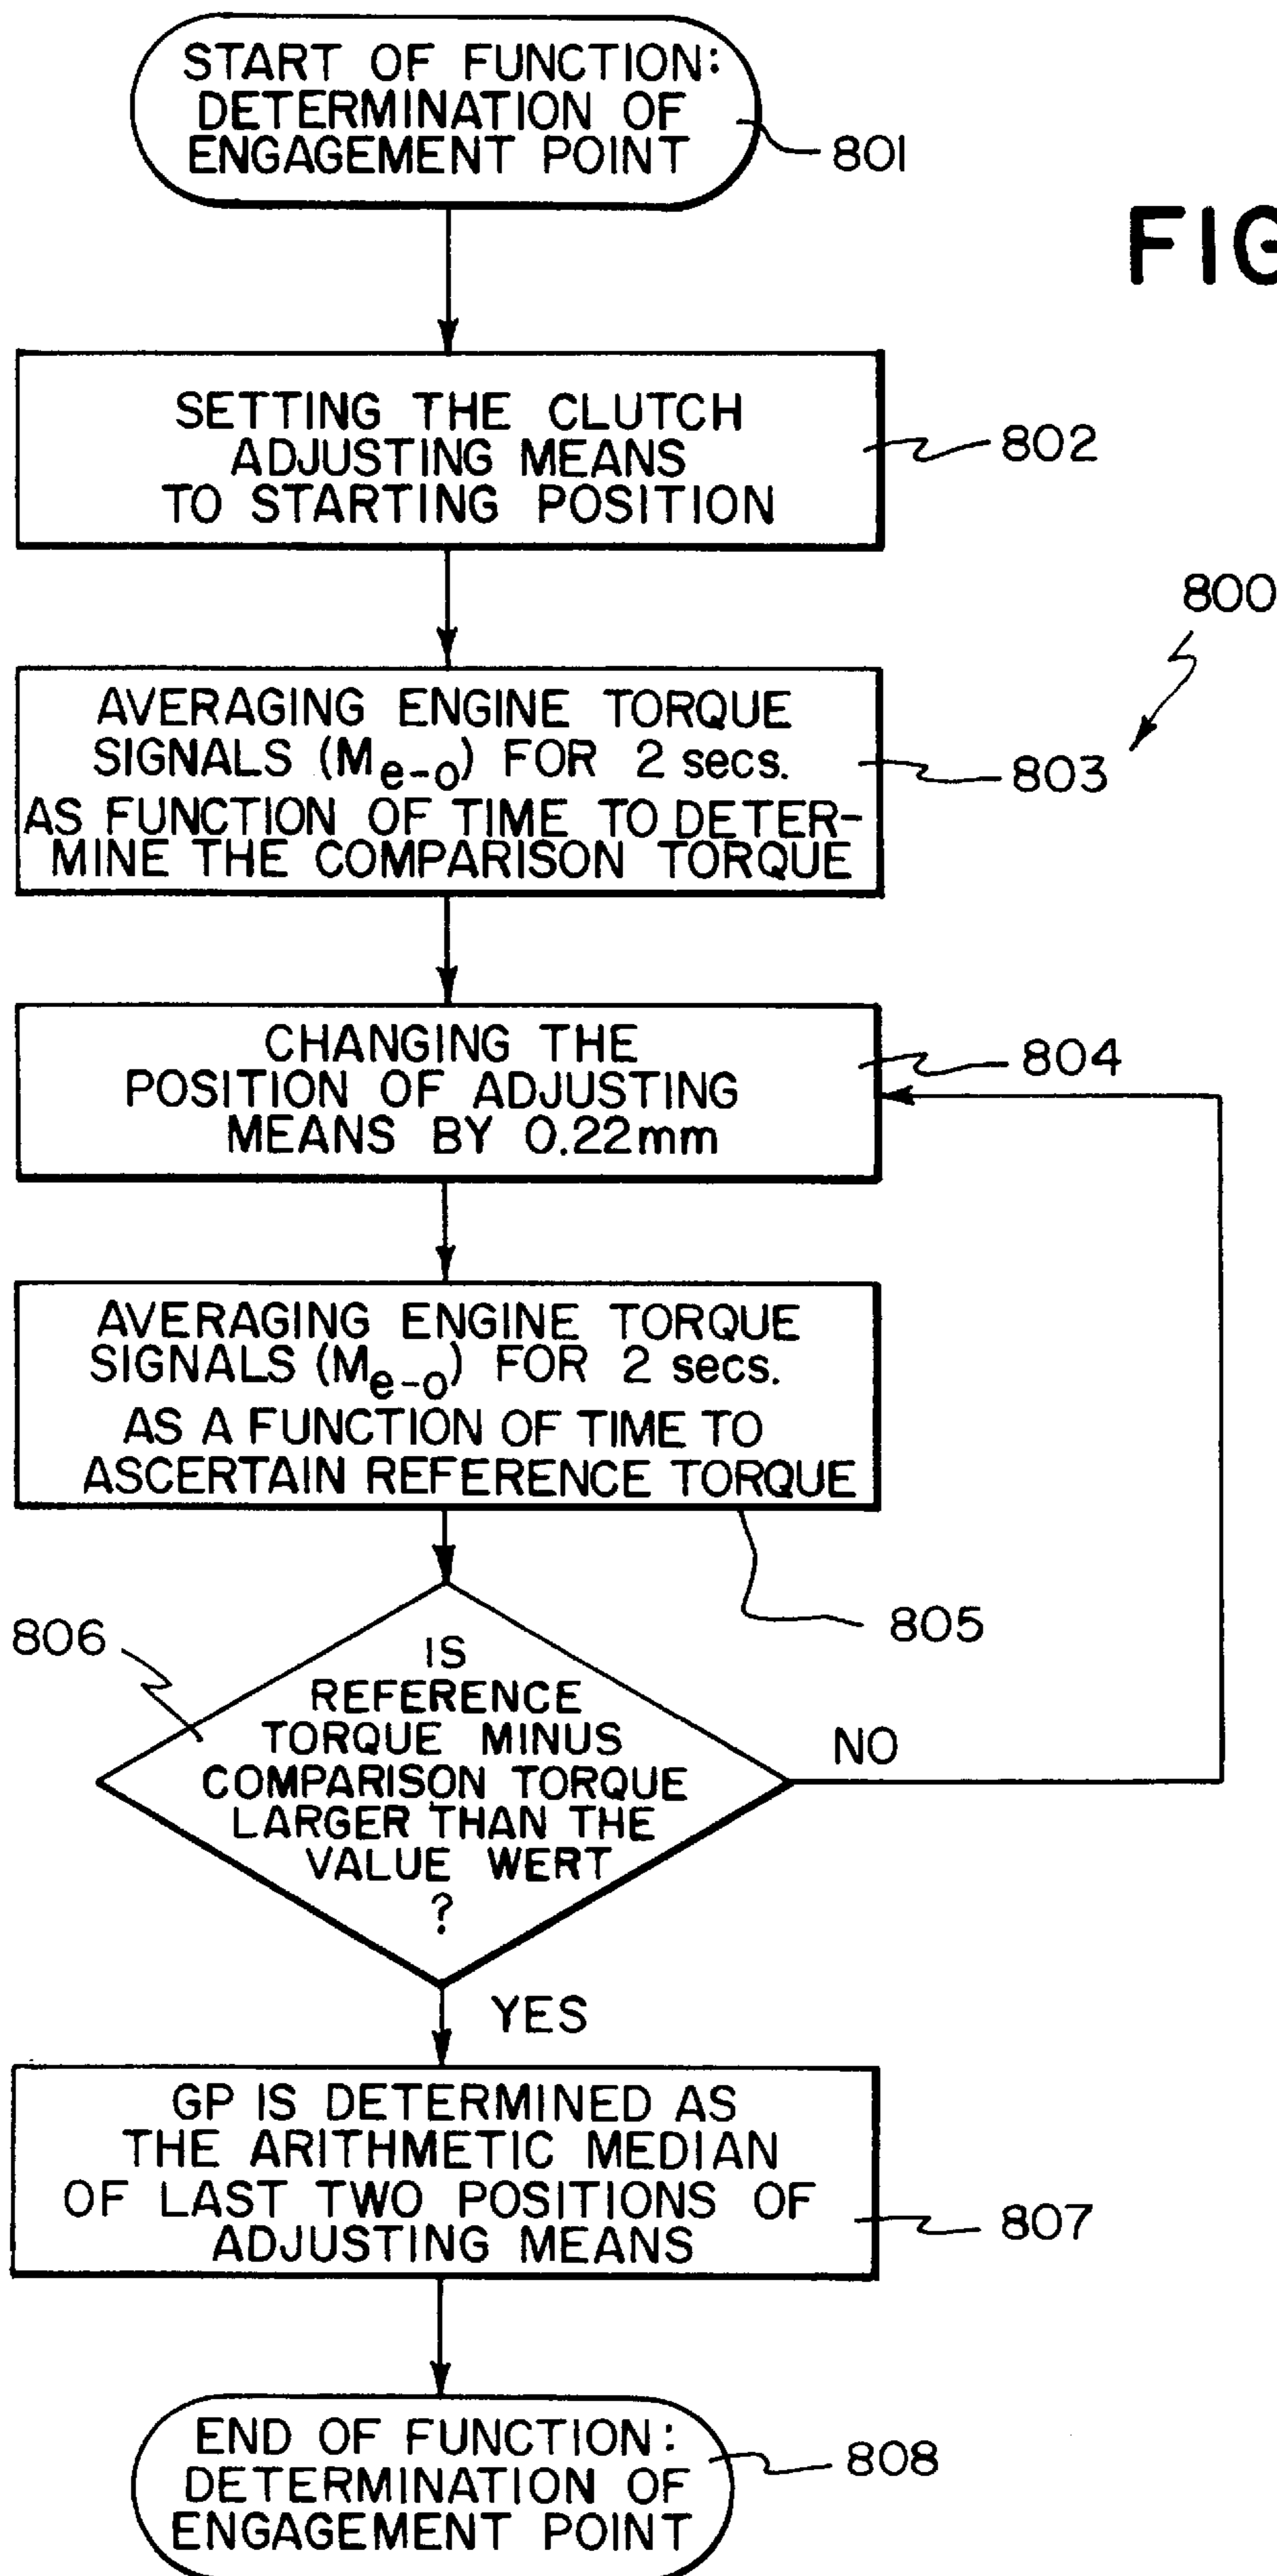 START OF FUNCTION:
DETERMINATION OF
ENGAGEMENT POINT
801
FIG
SETTING THE CLUTCH
ADJUSTING MEANS
TO STARTING POSITION
802
800
AVERAGING ENGINE TORQUE
SIGNALS (Me-o) FOR 2 secs.
AS FUNCTION OF TIME TO DETER-
MINE THE COMPARISON TORQUE
803
CHANGING THE
POSITION OF ADJUSTING
MEANS BY 0.22mm
804
AVERAGING ENGINE TORQUE
SIGNALS (Me-o) FOR 2 secs.
AS A FUNCTION OF TIME TO
ASCERTAIN REFERENCE TORQUE
805
806
IS
REFERENCE
TORQUE MINUS
COMPARISON TORQUE
LARGER THAN THE
VALUE WERT
?
NO
YES
GP IS DETERMINED AS
THE ARITHMETIC MEDIAN
OF LAST TWO POSITIONS OF
ADJUSTING MEANS
807
END OF FUNCTION:
DETERMINATION OF
ENGAGEMENT POINT
808